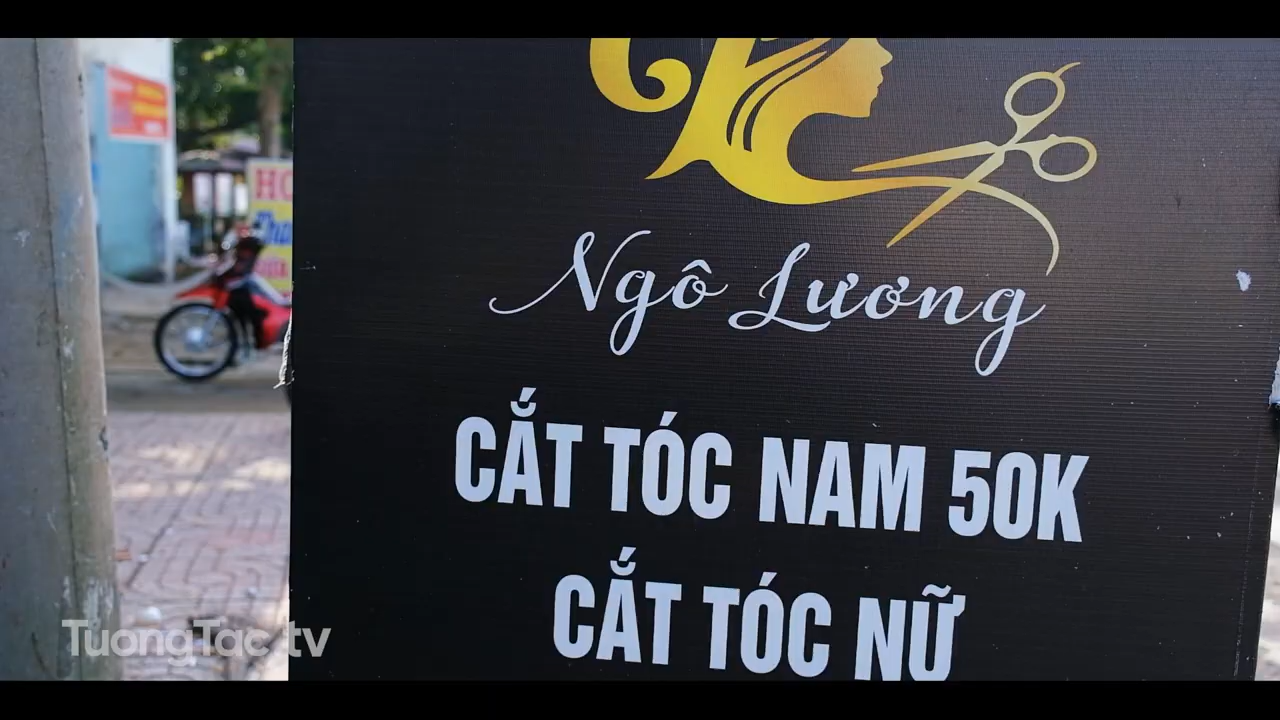 Ngô Lương
CẮT TÓC NAM 50K
CẮT TÓC NỮ
TuongTac tv